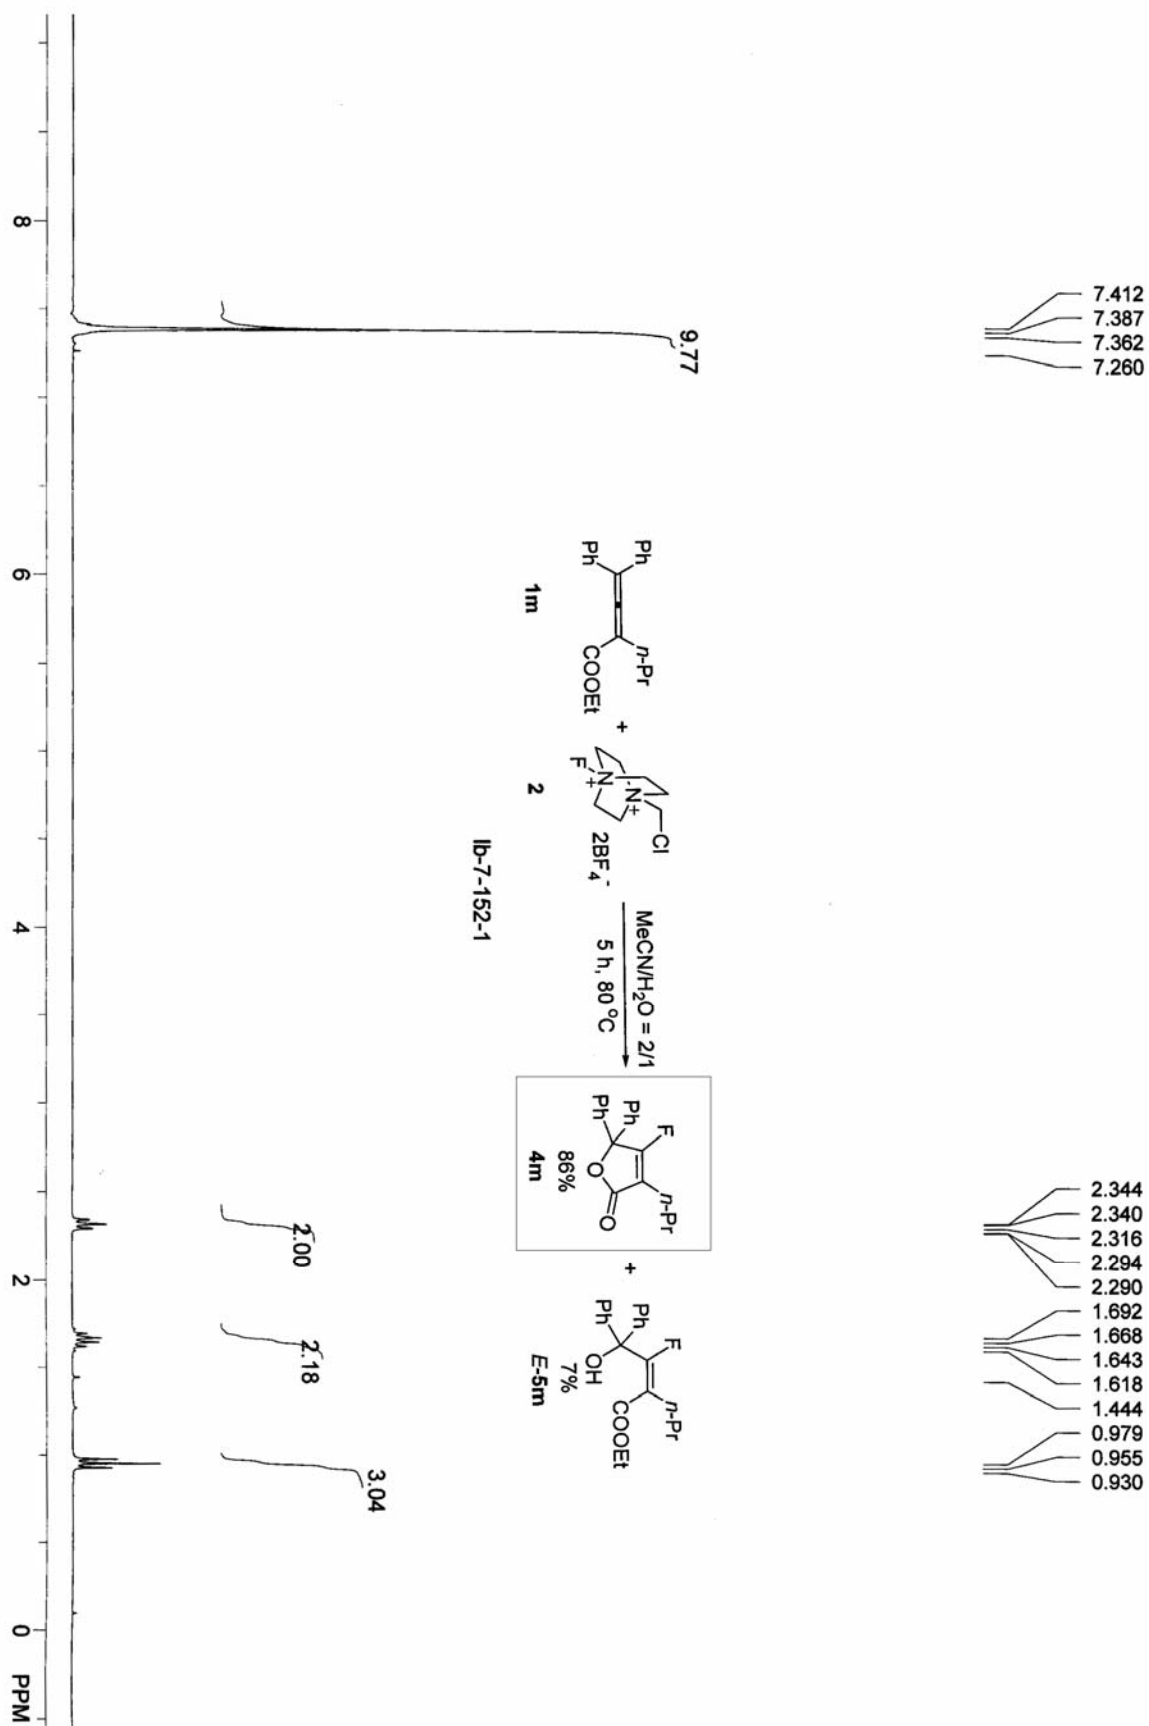 7.412
7.387
7.362
7.260
2.344
2.340
2.316
2.294
2.290
1.692
1.668
1.643
1.618
1.444
0.979
0.955
0.930
Ph
Ph
n-Pr
COOEt
1m
+
F
N
+
N
+
Cl
2BF4 -
2
MeCN/H2O = 2/1
5 h, 80 °C
F
n-Pr
Ph
Ph
O
O
86%
4m
+
F
n-Pr
Ph
Ph
OH
COOEt
7%
E-5m
Ib-7-152-1
9.77
2.00
2.18
3.04
8
6
4
2
0
PPM